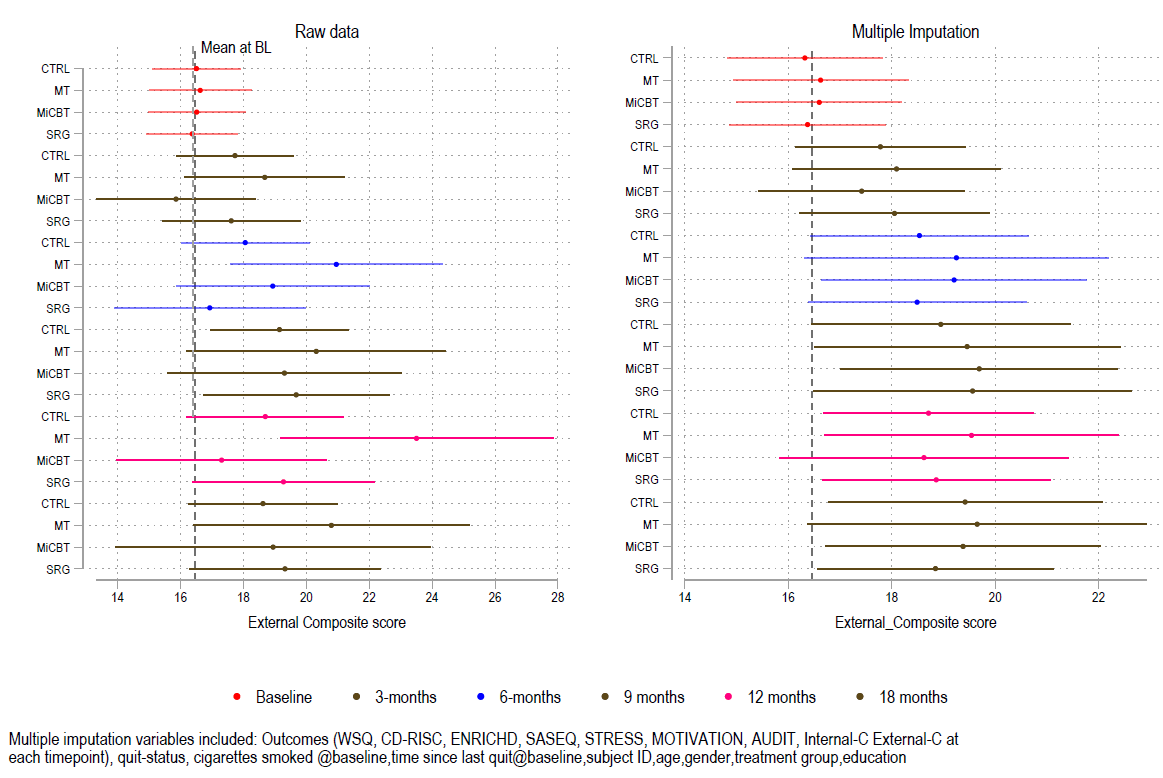 Raw data
Mean at BL
CTRL
MT
MiCBT
SRG
CTRL
MT
MiCBT
SRG
CTRL
MT
MiCBT
SRG
CTRL
MT
MiCBT
SRG
CTRL
MT
MiCBT
SRG
CTRL
MT
MiCBT
SRG
14 16 18 20 22 24 26 28
External Composite score
Multiple Imputation
CTRL
MT
MiCBT
SRG
CTRL
MT
MiCBT
SRG
CTRL
MT
MiCBT
SRG
CTRL
MT
MiCBT
SRG
CTRL
MT
MiCBT
SRG
CTRL
MT
MiCBT
SRG
14 16 18 20 22
External_Composite score
Baseline 3-months 6-months 9 months 12 months 18 months
Multiple imputation variables included: Outcomes (WSQ, CD-RISC, ENRICHD, SASEQ, STRESS, MOTIVATION, AUDIT, Internal-C External-C at
each timepoint), quit-status, cigarettes smoked @baseline,time since last quit@baseline,subject ID,age,gender,treatment group,education